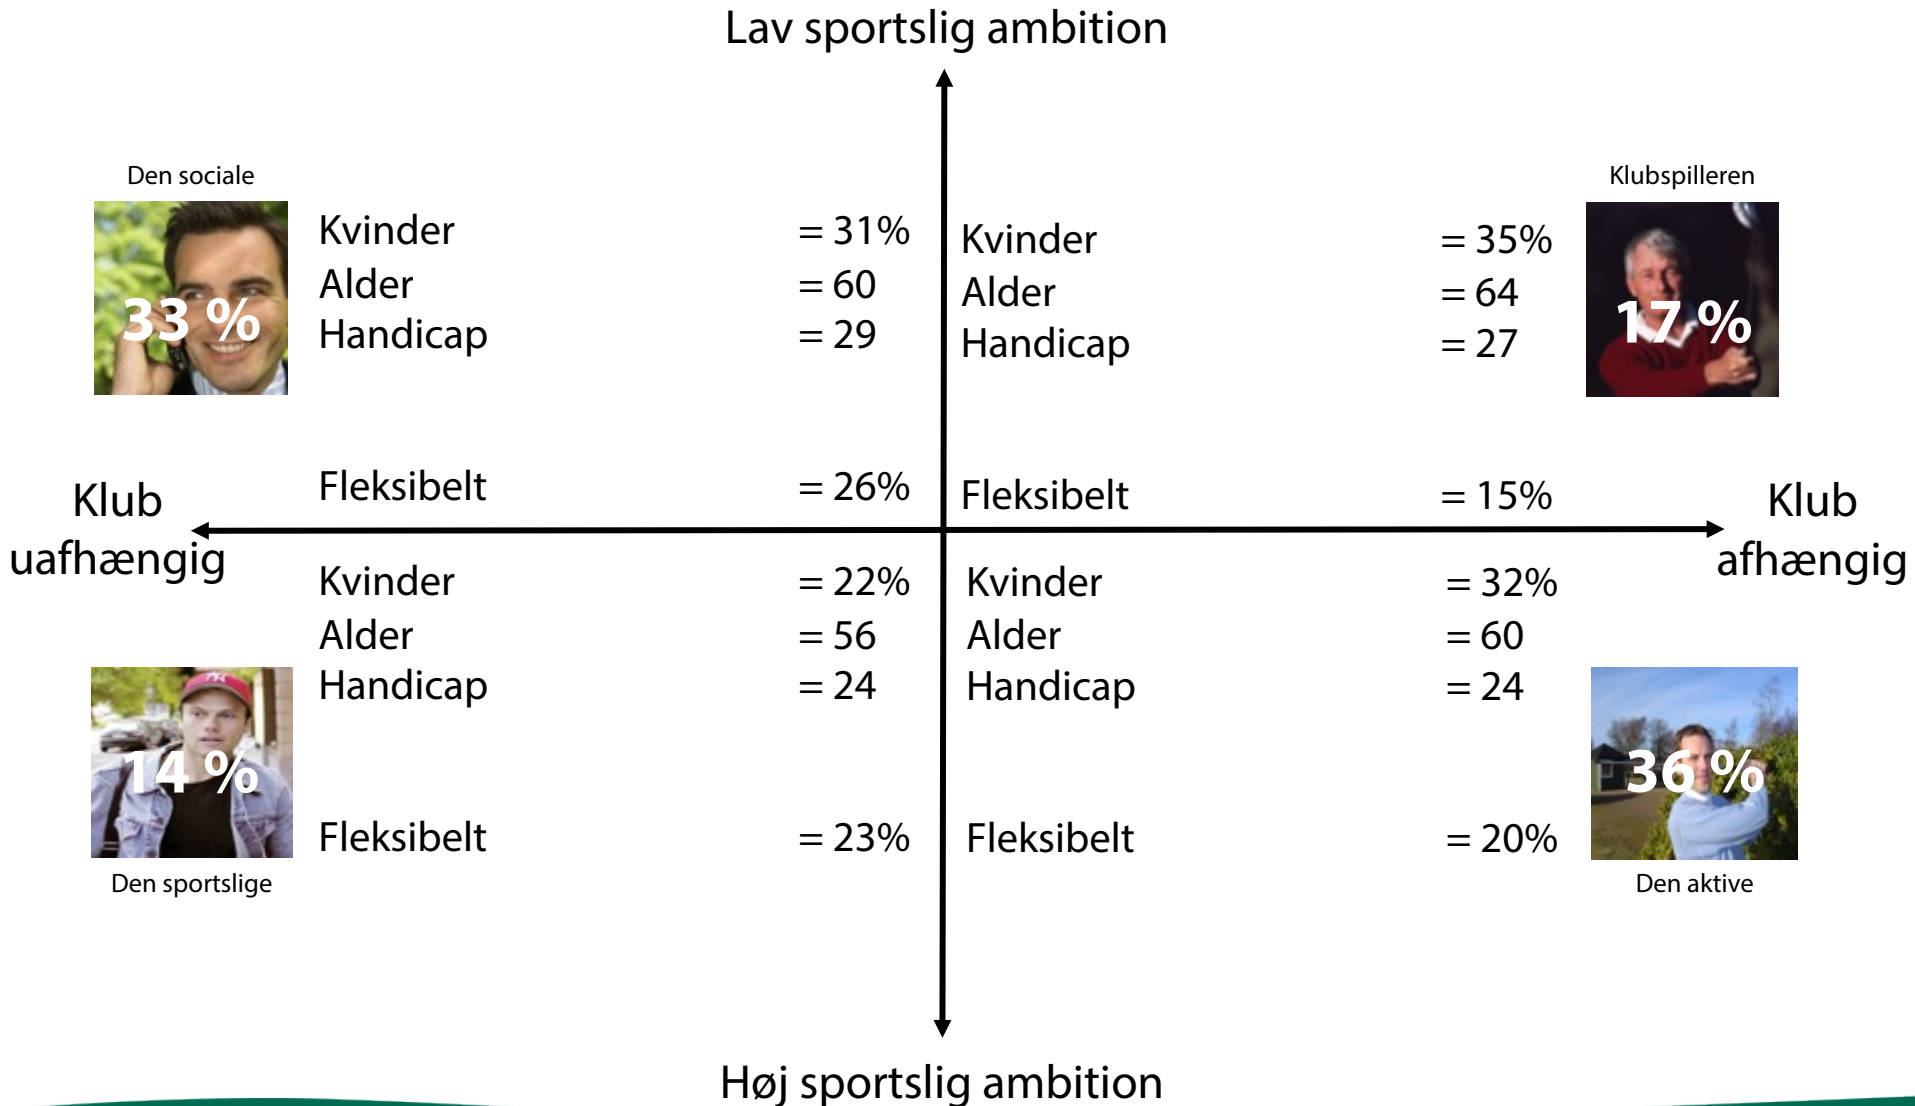 Lav sportslig ambition
Den sociale
33 %
Kvinder = 31%
Alder = 60
Handicap = 29
Fleksibelt = 26%
Klubspilleren
17 %
Kvinder = 35%
Alder = 64
Handicap = 27
Fleksibelt = 15%
Klub
uafhængig
Klub
afhængig
Kvinder = 22%
Alder = 56
Handicap = 24
Fleksibelt = 23%
14 %
Den sportslige
Kvinder = 32%
Alder = 60
Handicap = 24
Fleksibelt = 20%
36 %
Den aktive
Høj sportslig ambition